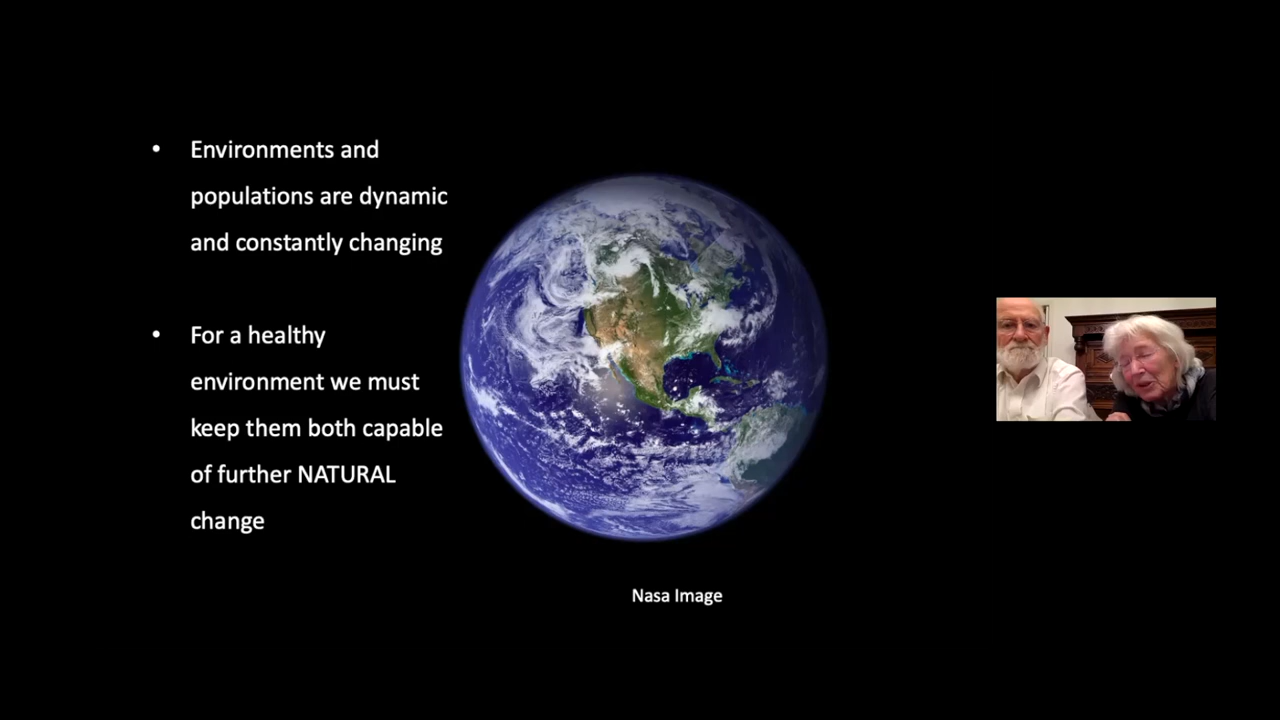 • Environments and
populations are dynamic
and constantly changing
• For a healthy
environment we must
keep them both capable
of further NATURAL
change
Nasa Image